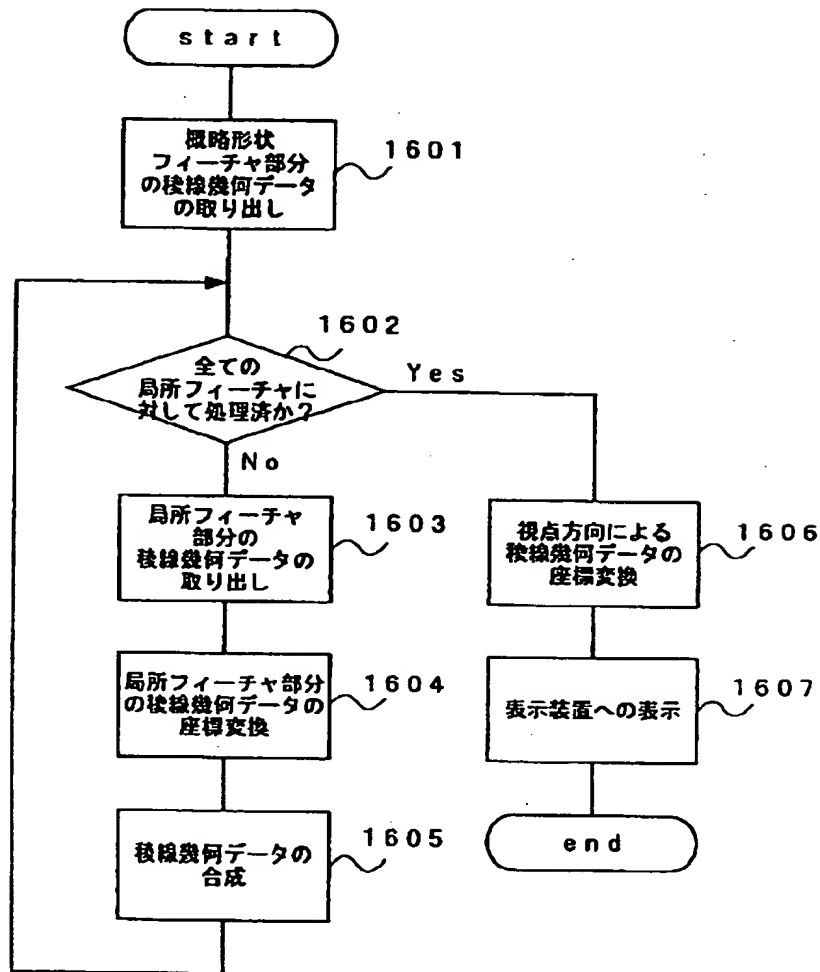 start
概略形状
フィーチャ部分
の稜線幾何データ
の取り出し
1601
1602
全ての
局所フィーチャに
対して処理済か？
Yes
No
局所フィーチャ
部分の
稜線幾何データの
取り出し
1603
局所フィーチャ部分
の稜線幾何データの
座標変換
1604
稜線幾何データの
合成
1605
視点方向による
稜線幾何データの
座標変換
1606
表示装置への表示
1607
end